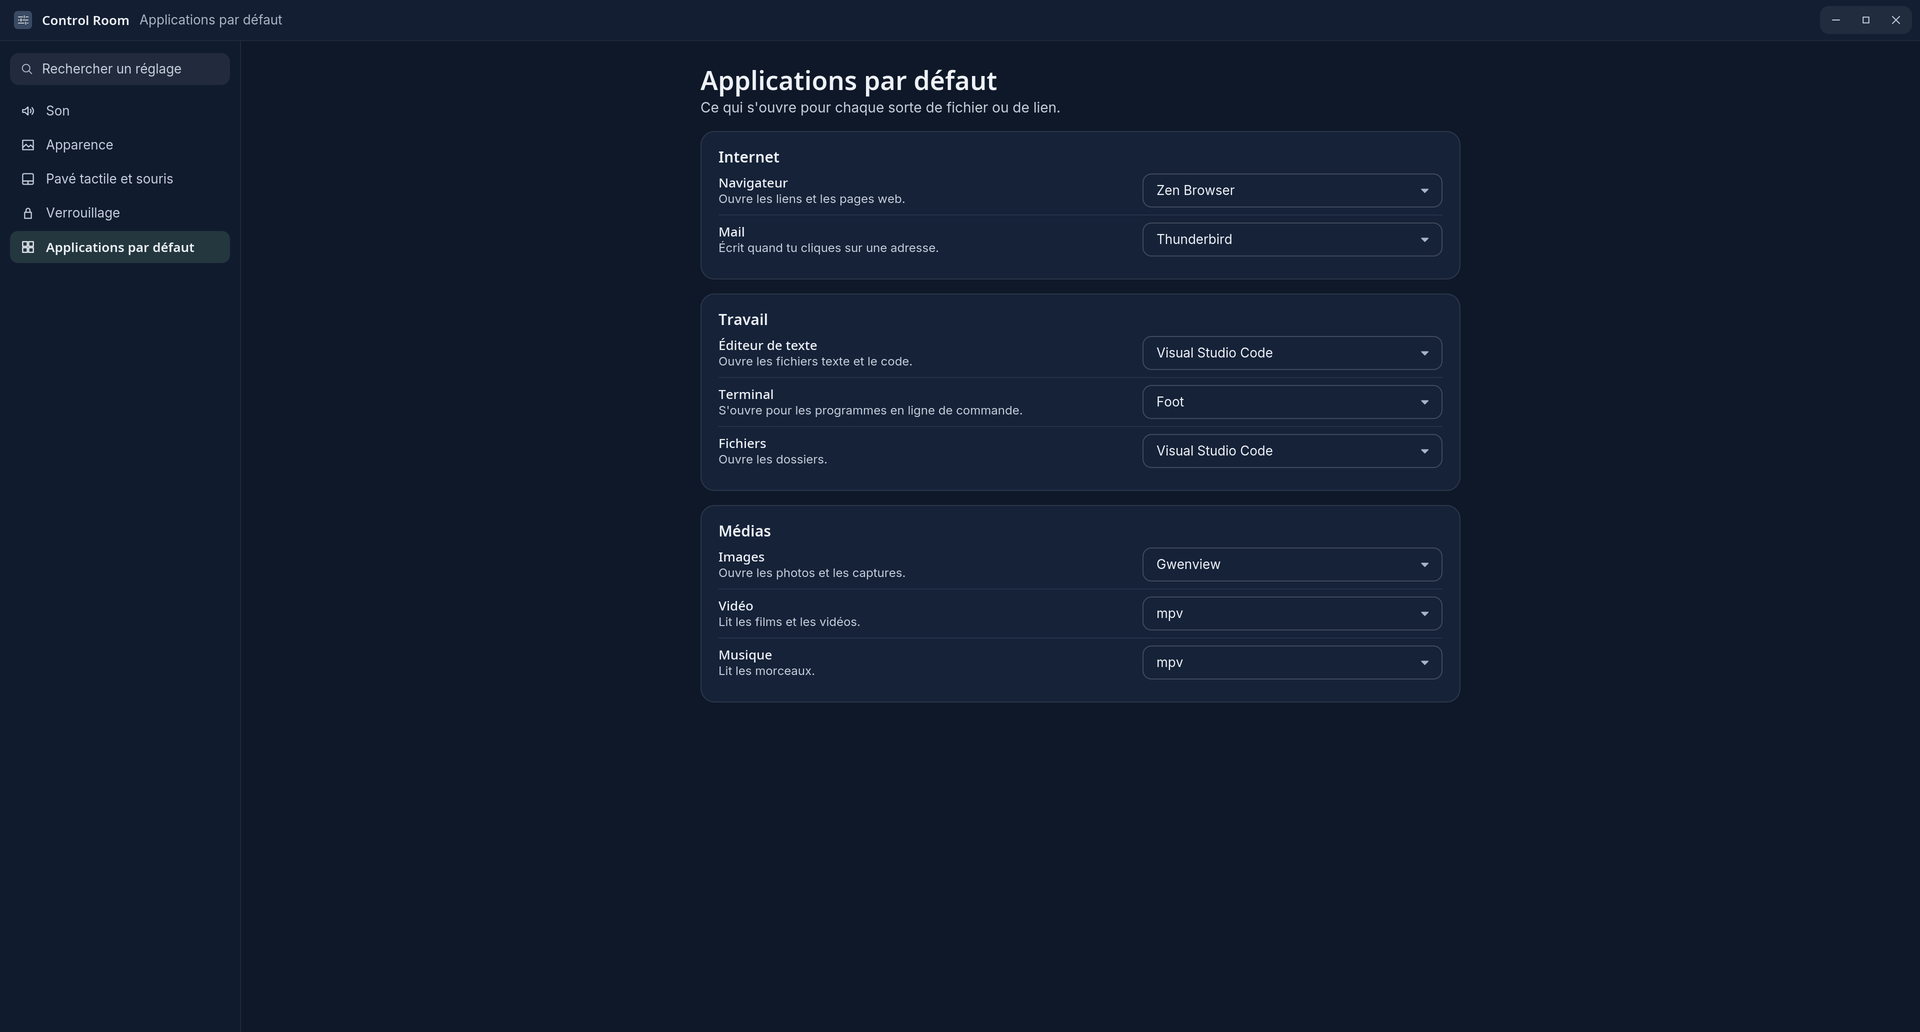 Control Room Applications par défaut
Rechercher un réglage
Son
Apparence
Pavé tactile et souris
Verrouillage
Applications par défaut
Applications par défaut
Ce qui s'ouvre pour chaque sorte de fichier ou de lien.
Internet
Navigateur
Ouvre les liens et les pages web.
Zen Browser
Mail
Écrit quand tu cliques sur une adresse.
Thunderbird
Travail
Éditeur de texte
Ouvre les fichiers texte et le code.
Visual Studio Code
Terminal
S'ouvre pour les programmes en ligne de commande.
Foot
Fichiers
Ouvre les dossiers.
Visual Studio Code
Médias
Images
Ouvre les photos et les captures.
Gwenview
Vidéo
Lit les films et les vidéos.
mpv
Musique
Lit les morceaux.
mpv